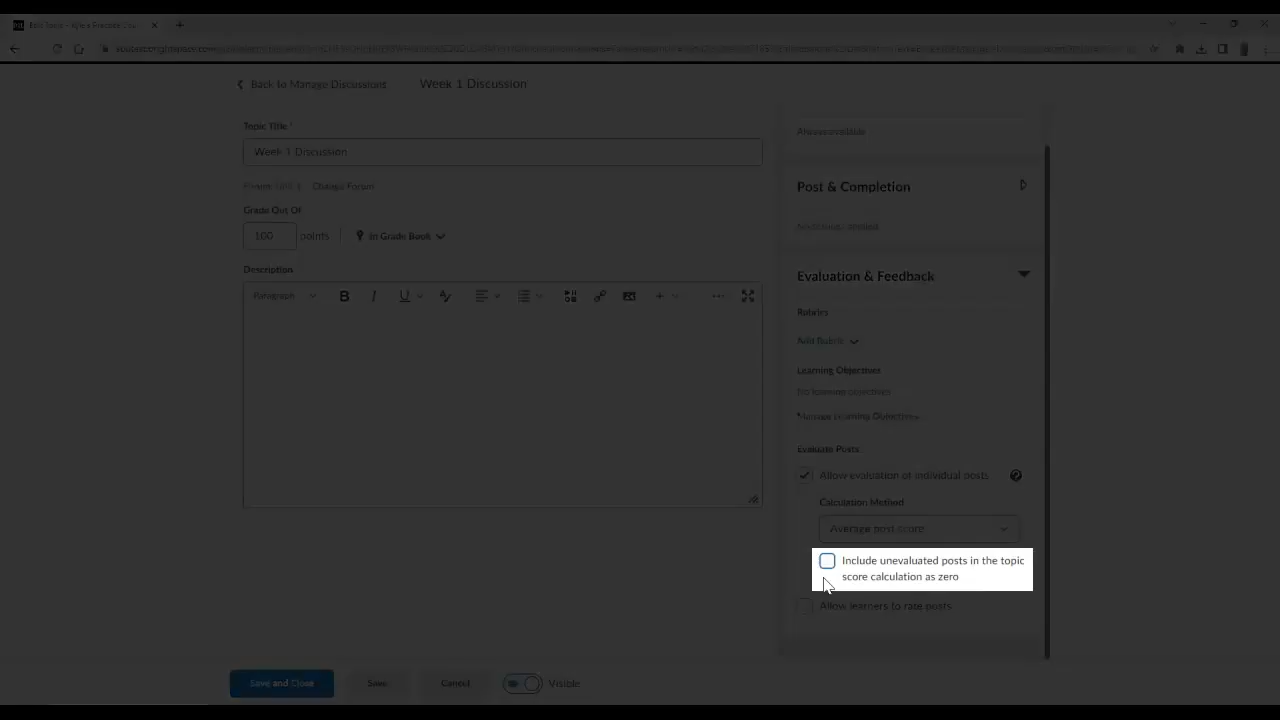 Back to Manage Discussions
Week 1 Discussion
Topic Title *
Week 1 Discussion
Change Forum
Grade Out Of
100 points
In Grade Book
Description
Paragraph
Always available
Post & Completion
Evaluation & Feedback
Rubrics
Add Rubric
Learning Objectives
No learning objectives
Manage Learning Objectives
Evaluate Posts
Allow evaluation of individual posts
Calculation Method
Average post score
Include unevaluated posts in the topic
score calculation as zero
Allow learners to rate posts
Save and Close
Save
Cancel
Visible